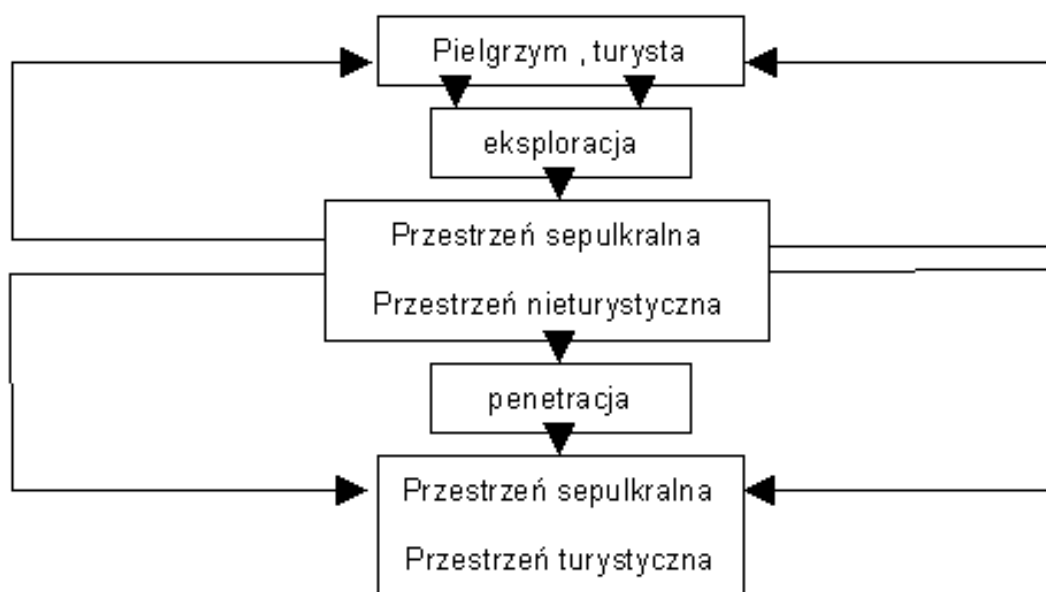 Pielgrzym , turysta
eksploracja
Przestrzeń sepulkralna
Przestrzeń nieturystyczna
penetracja
Przestrzeń sepulkralna
Przestrzeń turystyczna